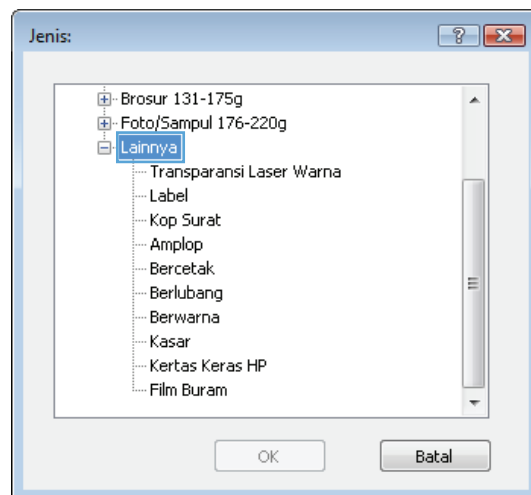 Jenis:
Brosur 131-175g
Foto/Sampul 176-220g
Lainnya
Transparansi Laser Warna
Label
Kop Surat
Amplop
Bercetak
Berlubang
Berwarna
Kasar
Kertas Keras HP
Film Buram
OK
Batal